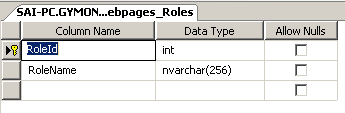 SAI-PC.GYMON...ebpages_Roles
Column Name Data Type Allow Nulls
RoleId int
RoleName nvarchar(256)